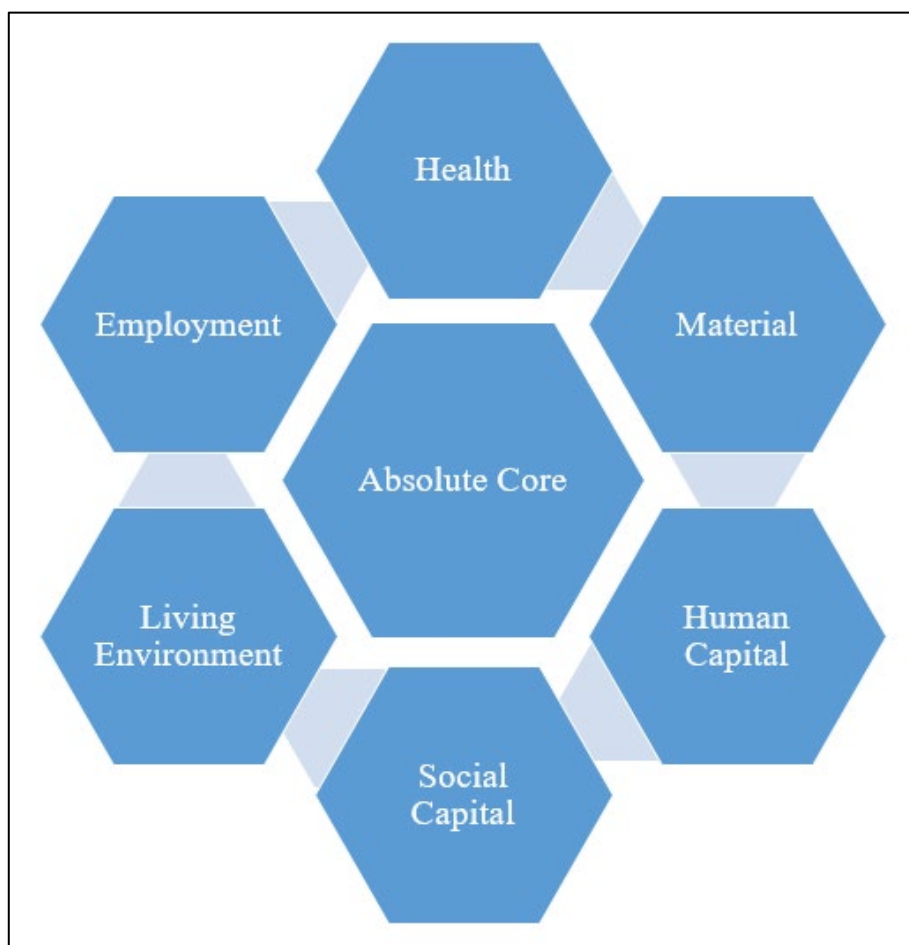 Health
Employment
Material
Absolute Core
Living
Environment
Human
Capital
Social
Capital